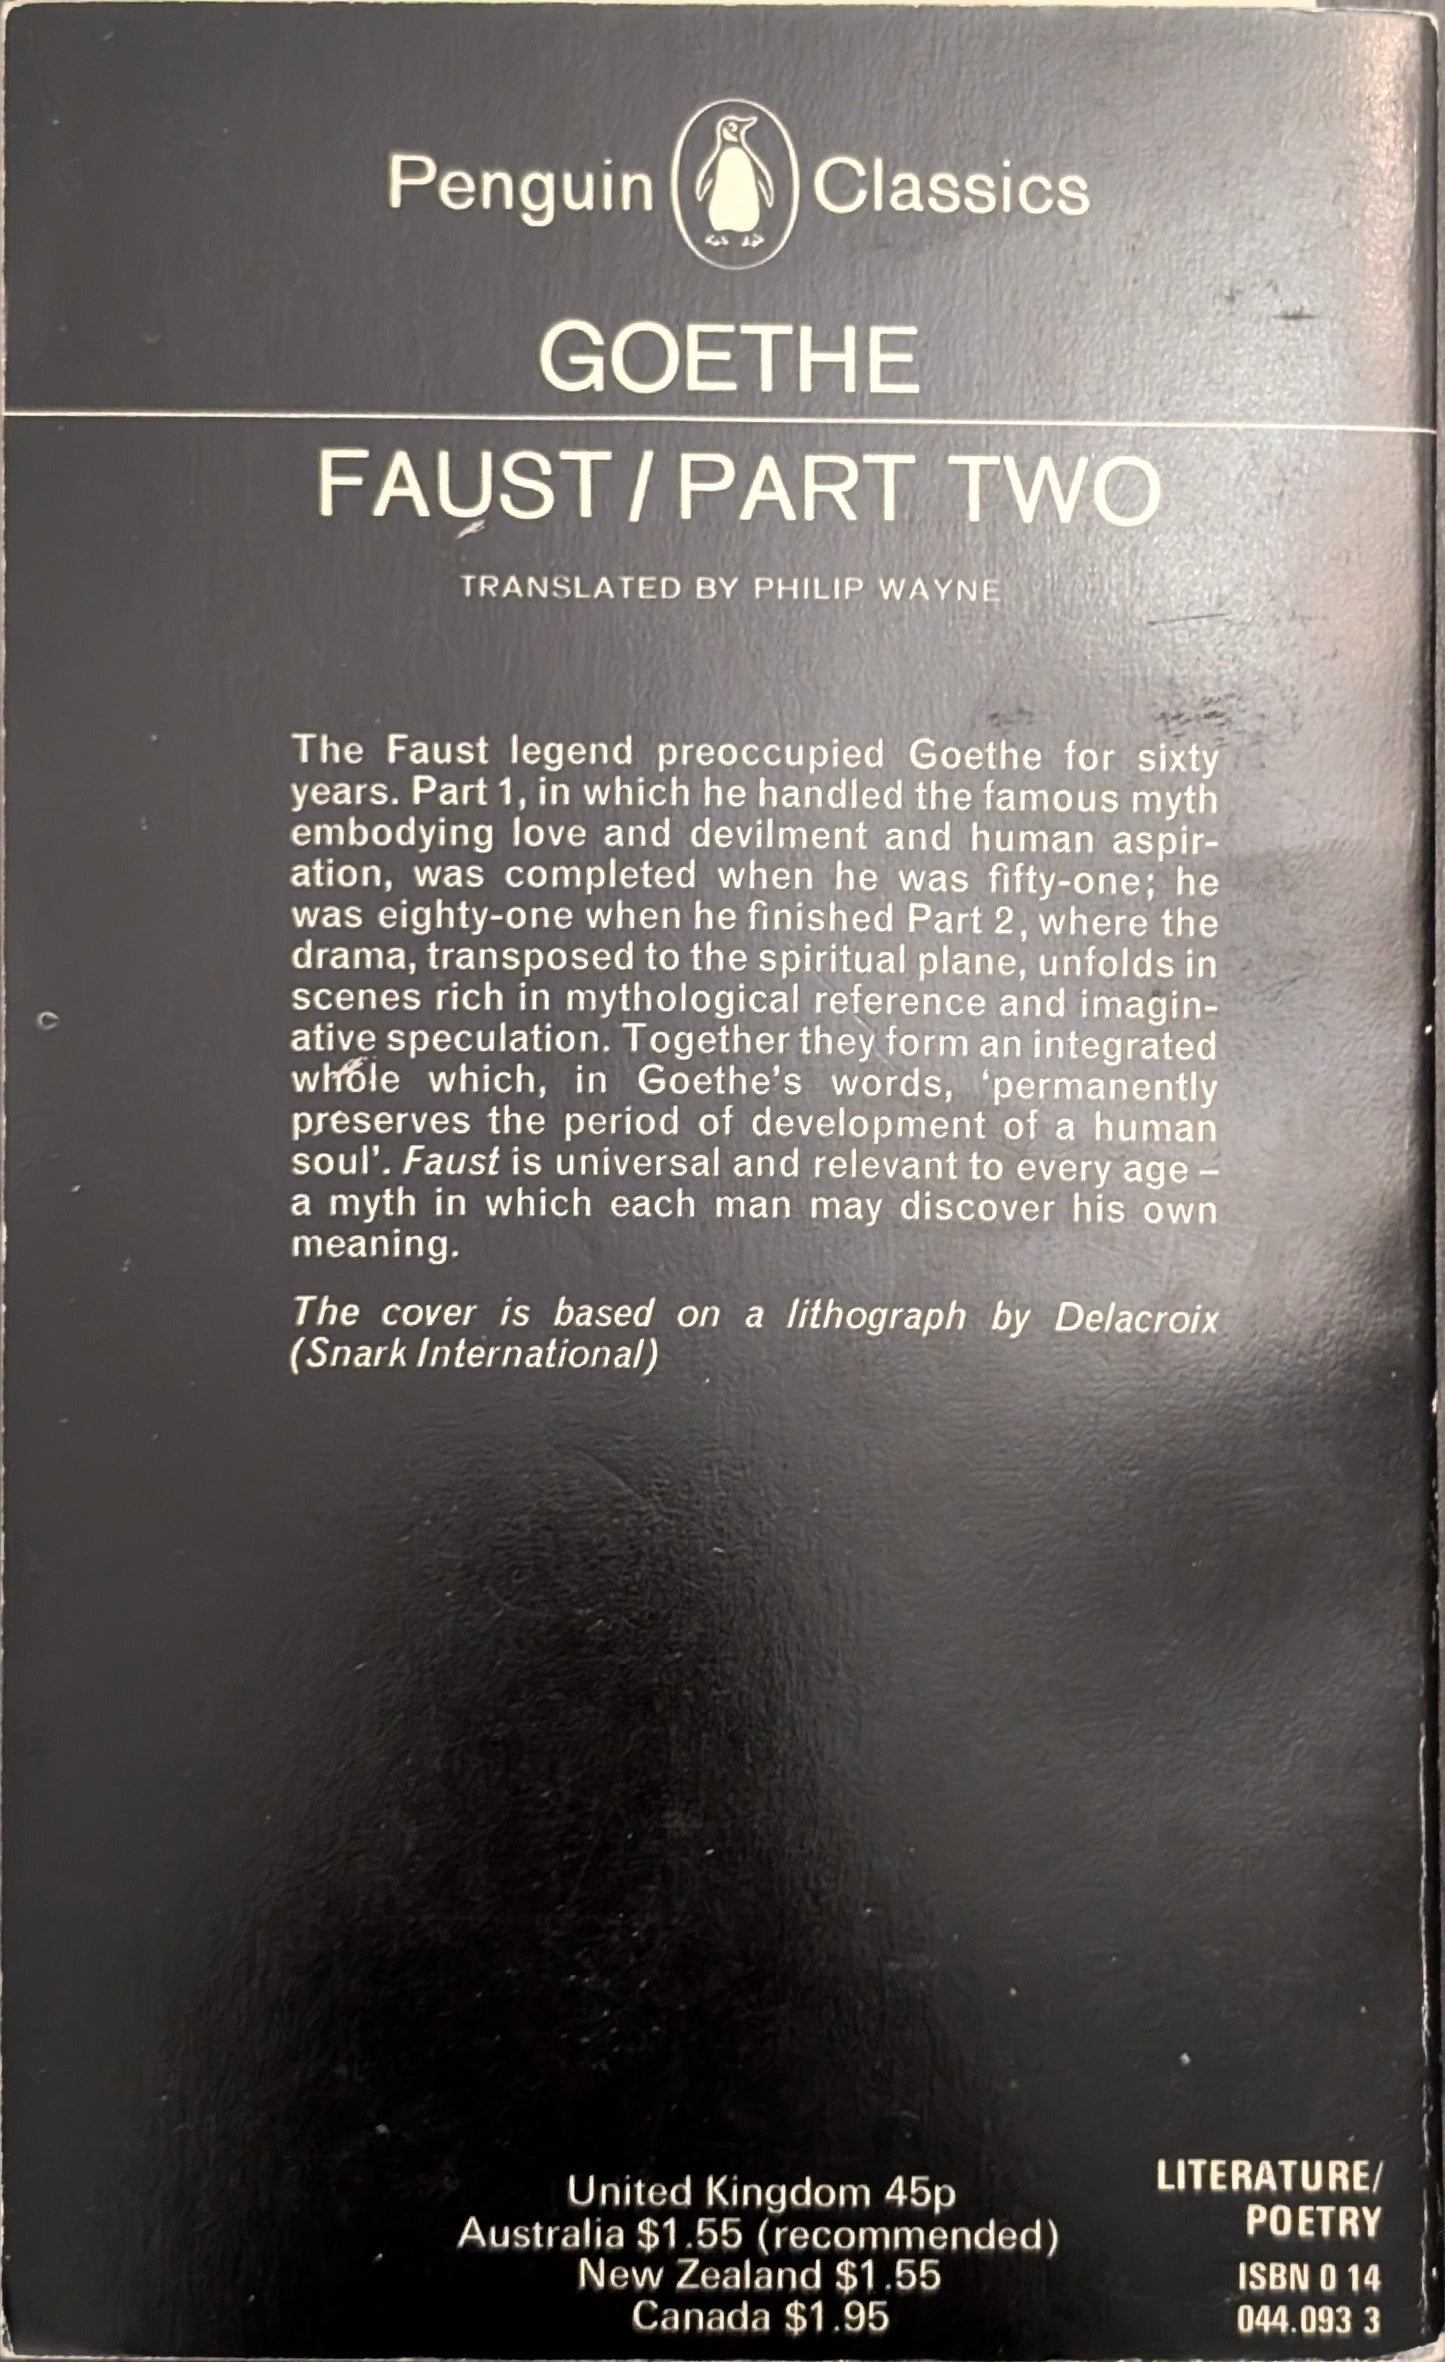 Penguin Classics
GOETHE
FAUST / PART TWO
TRANSLATED BY PHILIP WAYNE
The Faust legend preoccupied Goethe for sixty
years. Part 1, in which he handled the famous myth
embodying love and devilment and human aspir-
ation, was completed when he was fifty-one; he
was eighty-one when he finished Part 2, where the
drama, transposed to the spiritual plane, unfolds in
scenes rich in mythological reference and imagin-
ative speculation. Together they form an integrated
whole which, in Goethe's words, 'permanently
preserves the period of development of a human
soul'. Faust is universal and relevant to every age –
a myth in which each man may discover his own
meaning.
The cover is based on a lithograph by Delacroix
(Snark International)
United Kingdom 45p
Australia $1.55 (recommended)
New Zealand $1.55
Canada $1.95
LITERATURE/
POETRY
ISBN 0 14
044.093 3